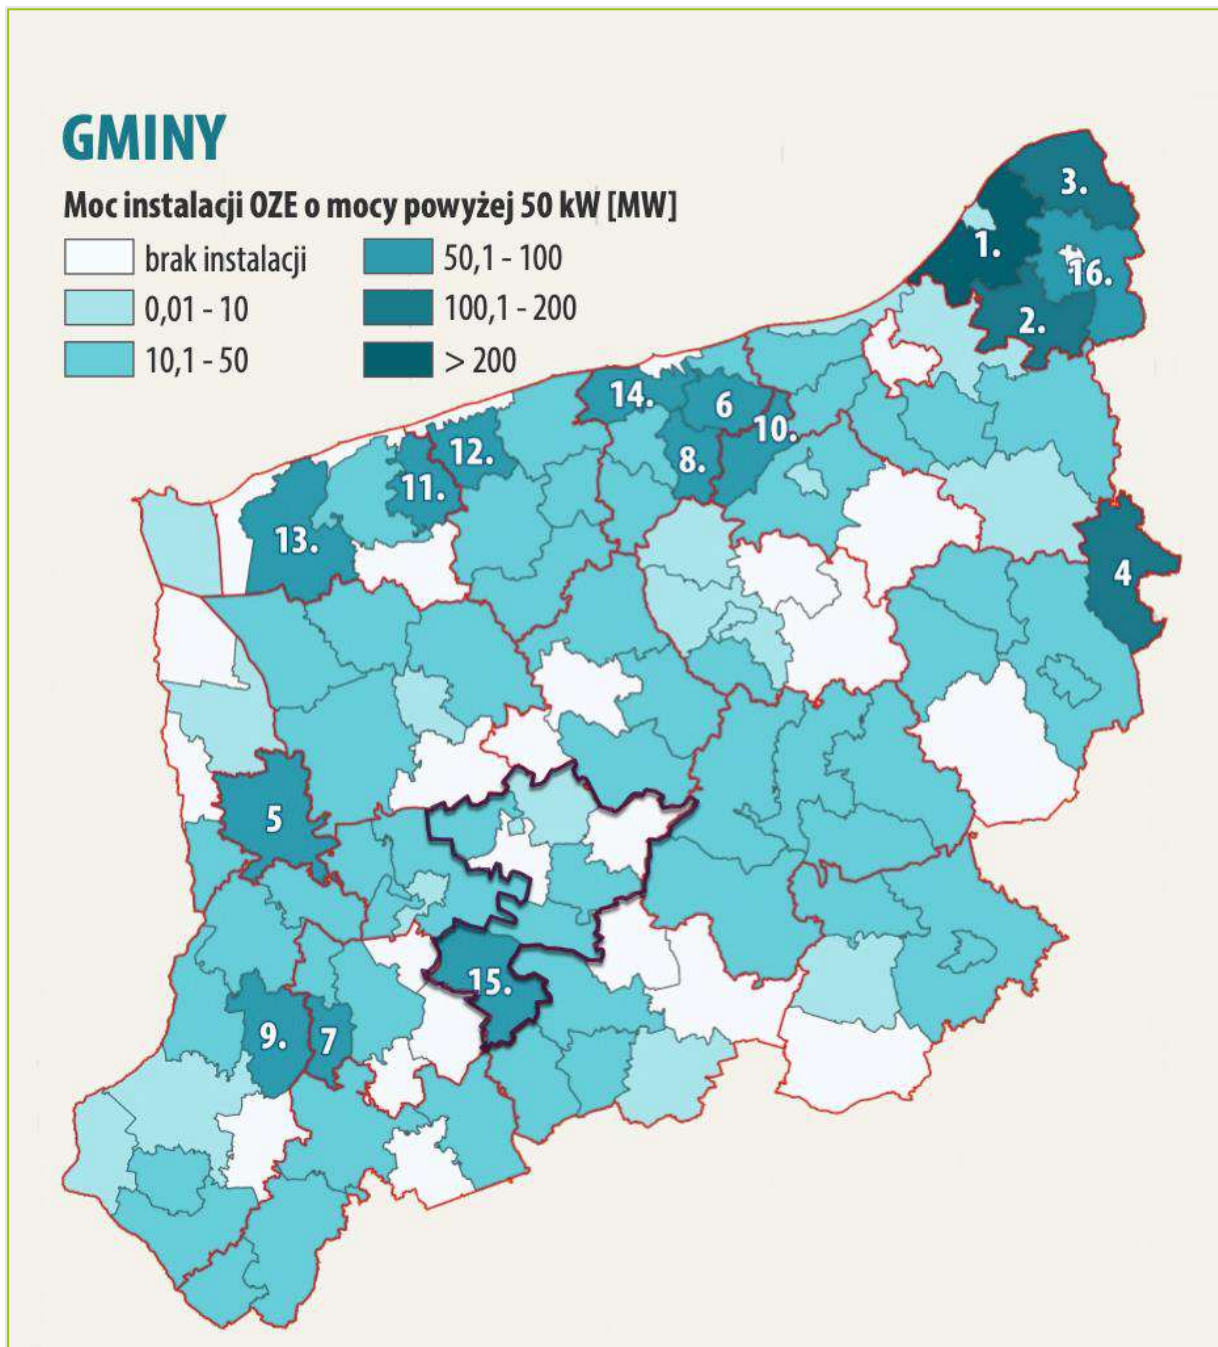 GMINY
Moc instalacji OZE o mocy powyżej 50 kW [MW]
brak instalacji
50,1 - 100
0,01 - 10
100,1 - 200
10,1 - 50
> 200
3.
1.
16.
2.
14.
6
10.
12.
8.
11.
13.
4
5
15.
9.
7